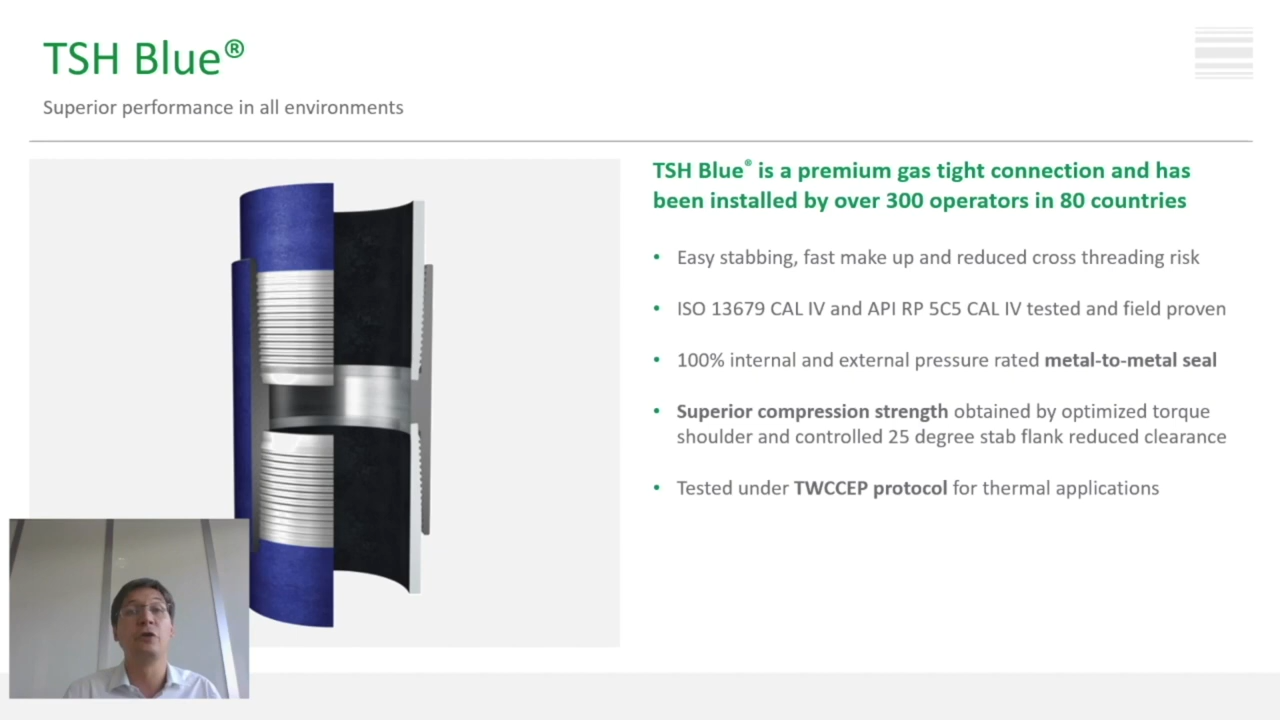 TSH Blue®
Superior performance in all environments
TSH Blue® is a premium gas tight connection and has
been installed by over 300 operators in 80 countries
• Easy stabbing, fast make up and reduced cross threading risk
• ISO 13679 CAL IV and API RP 5C5 CAL IV tested and field proven
• 100% internal and external pressure rated metal-to-metal seal
• Superior compression strength obtained by optimized torque
shoulder and controlled 25 degree stab flank reduced clearance
• Tested under TWCCEP protocol for thermal applications